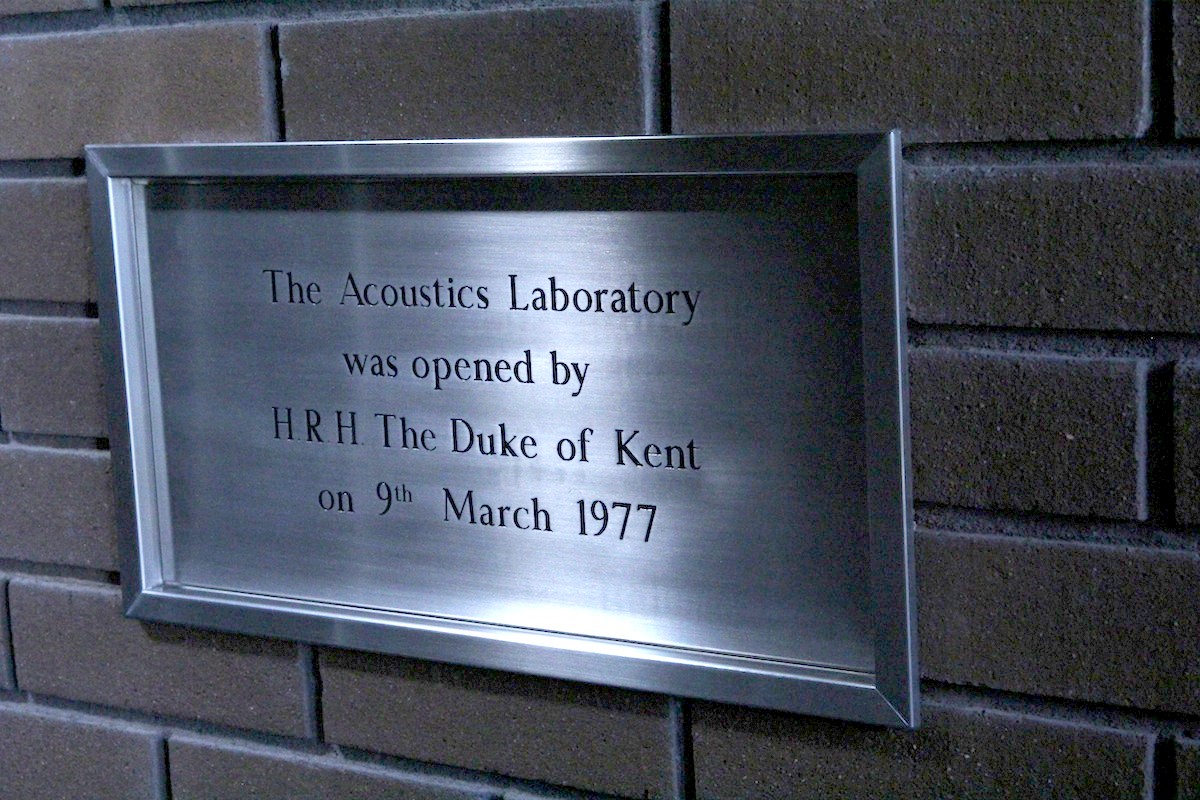 The Acoustics Laboratory
was opened by
H.R.H. The Duke of Kent
on 9th March 1977